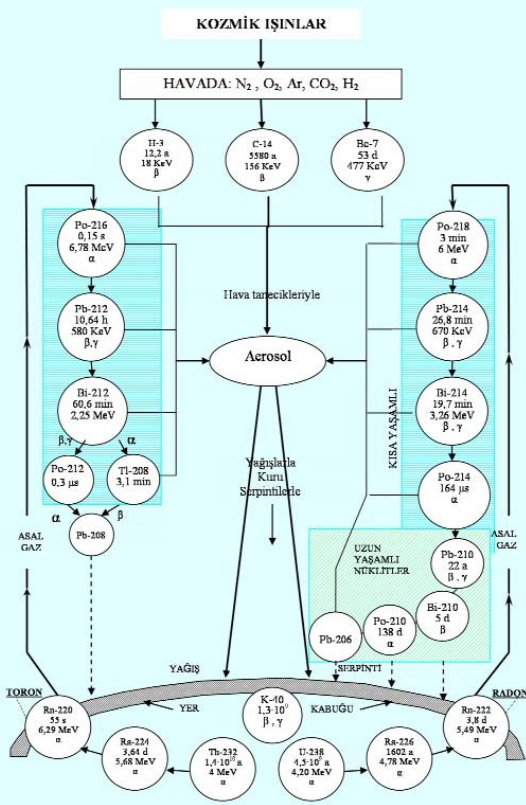 KOZMİK IŞINLAR
HAVADA: N₂ , O₂, Ar, CO₂, H₂
H-3
12,2 a
18 KeV
β
C-14
5580 a
156 KeV
β
Be-7
53 d
477 KeV
γ
Po-216
0,15 s
6,78 MeV
α
Pb-212
10,64 h
580 KeV
β,γ
Bi-212
60,6 min
2,25 MeV
β,γ
α
Po-212
0,3 µs
Tl-208
3,1 min
α
β
Pb-208
Hava tanecikleriyle
Aerosol
Yağışlarla
Kuru
Serpintilerle
Po-218
3 min
6 MeV
α
Pb-214
26,8 min
670 KeV
β , γ
Bi-214
19,7 min
3,26 MeV
β , γ
Po-214
164 µs
α
KISA YAŞAMLI
UZUN
YAŞAMLI
NÜKLİTLER
Pb-210
22 a
β , γ
Bi-210
5 d
β
Po-210
138 d
α
Pb-206
ASAL
GAZ
ASAL
GAZ
YAĞIŞ
SERPİNTİ
YER
KABUĞU
K-40
1,3·10⁹
β , γ
TORON
Rn-220
55 s
6,29 MeV
α
RADON
Rn-222
3,8 d
5,49 MeV
α
Ra-224
3,64 d
5,68 MeV
α
Th-232
1,4·10¹⁰ a
4 MeV
α
U-238
4,5·10⁹ a
4,20 MeV
α
Ra-226
1602 a
4,78 MeV
α